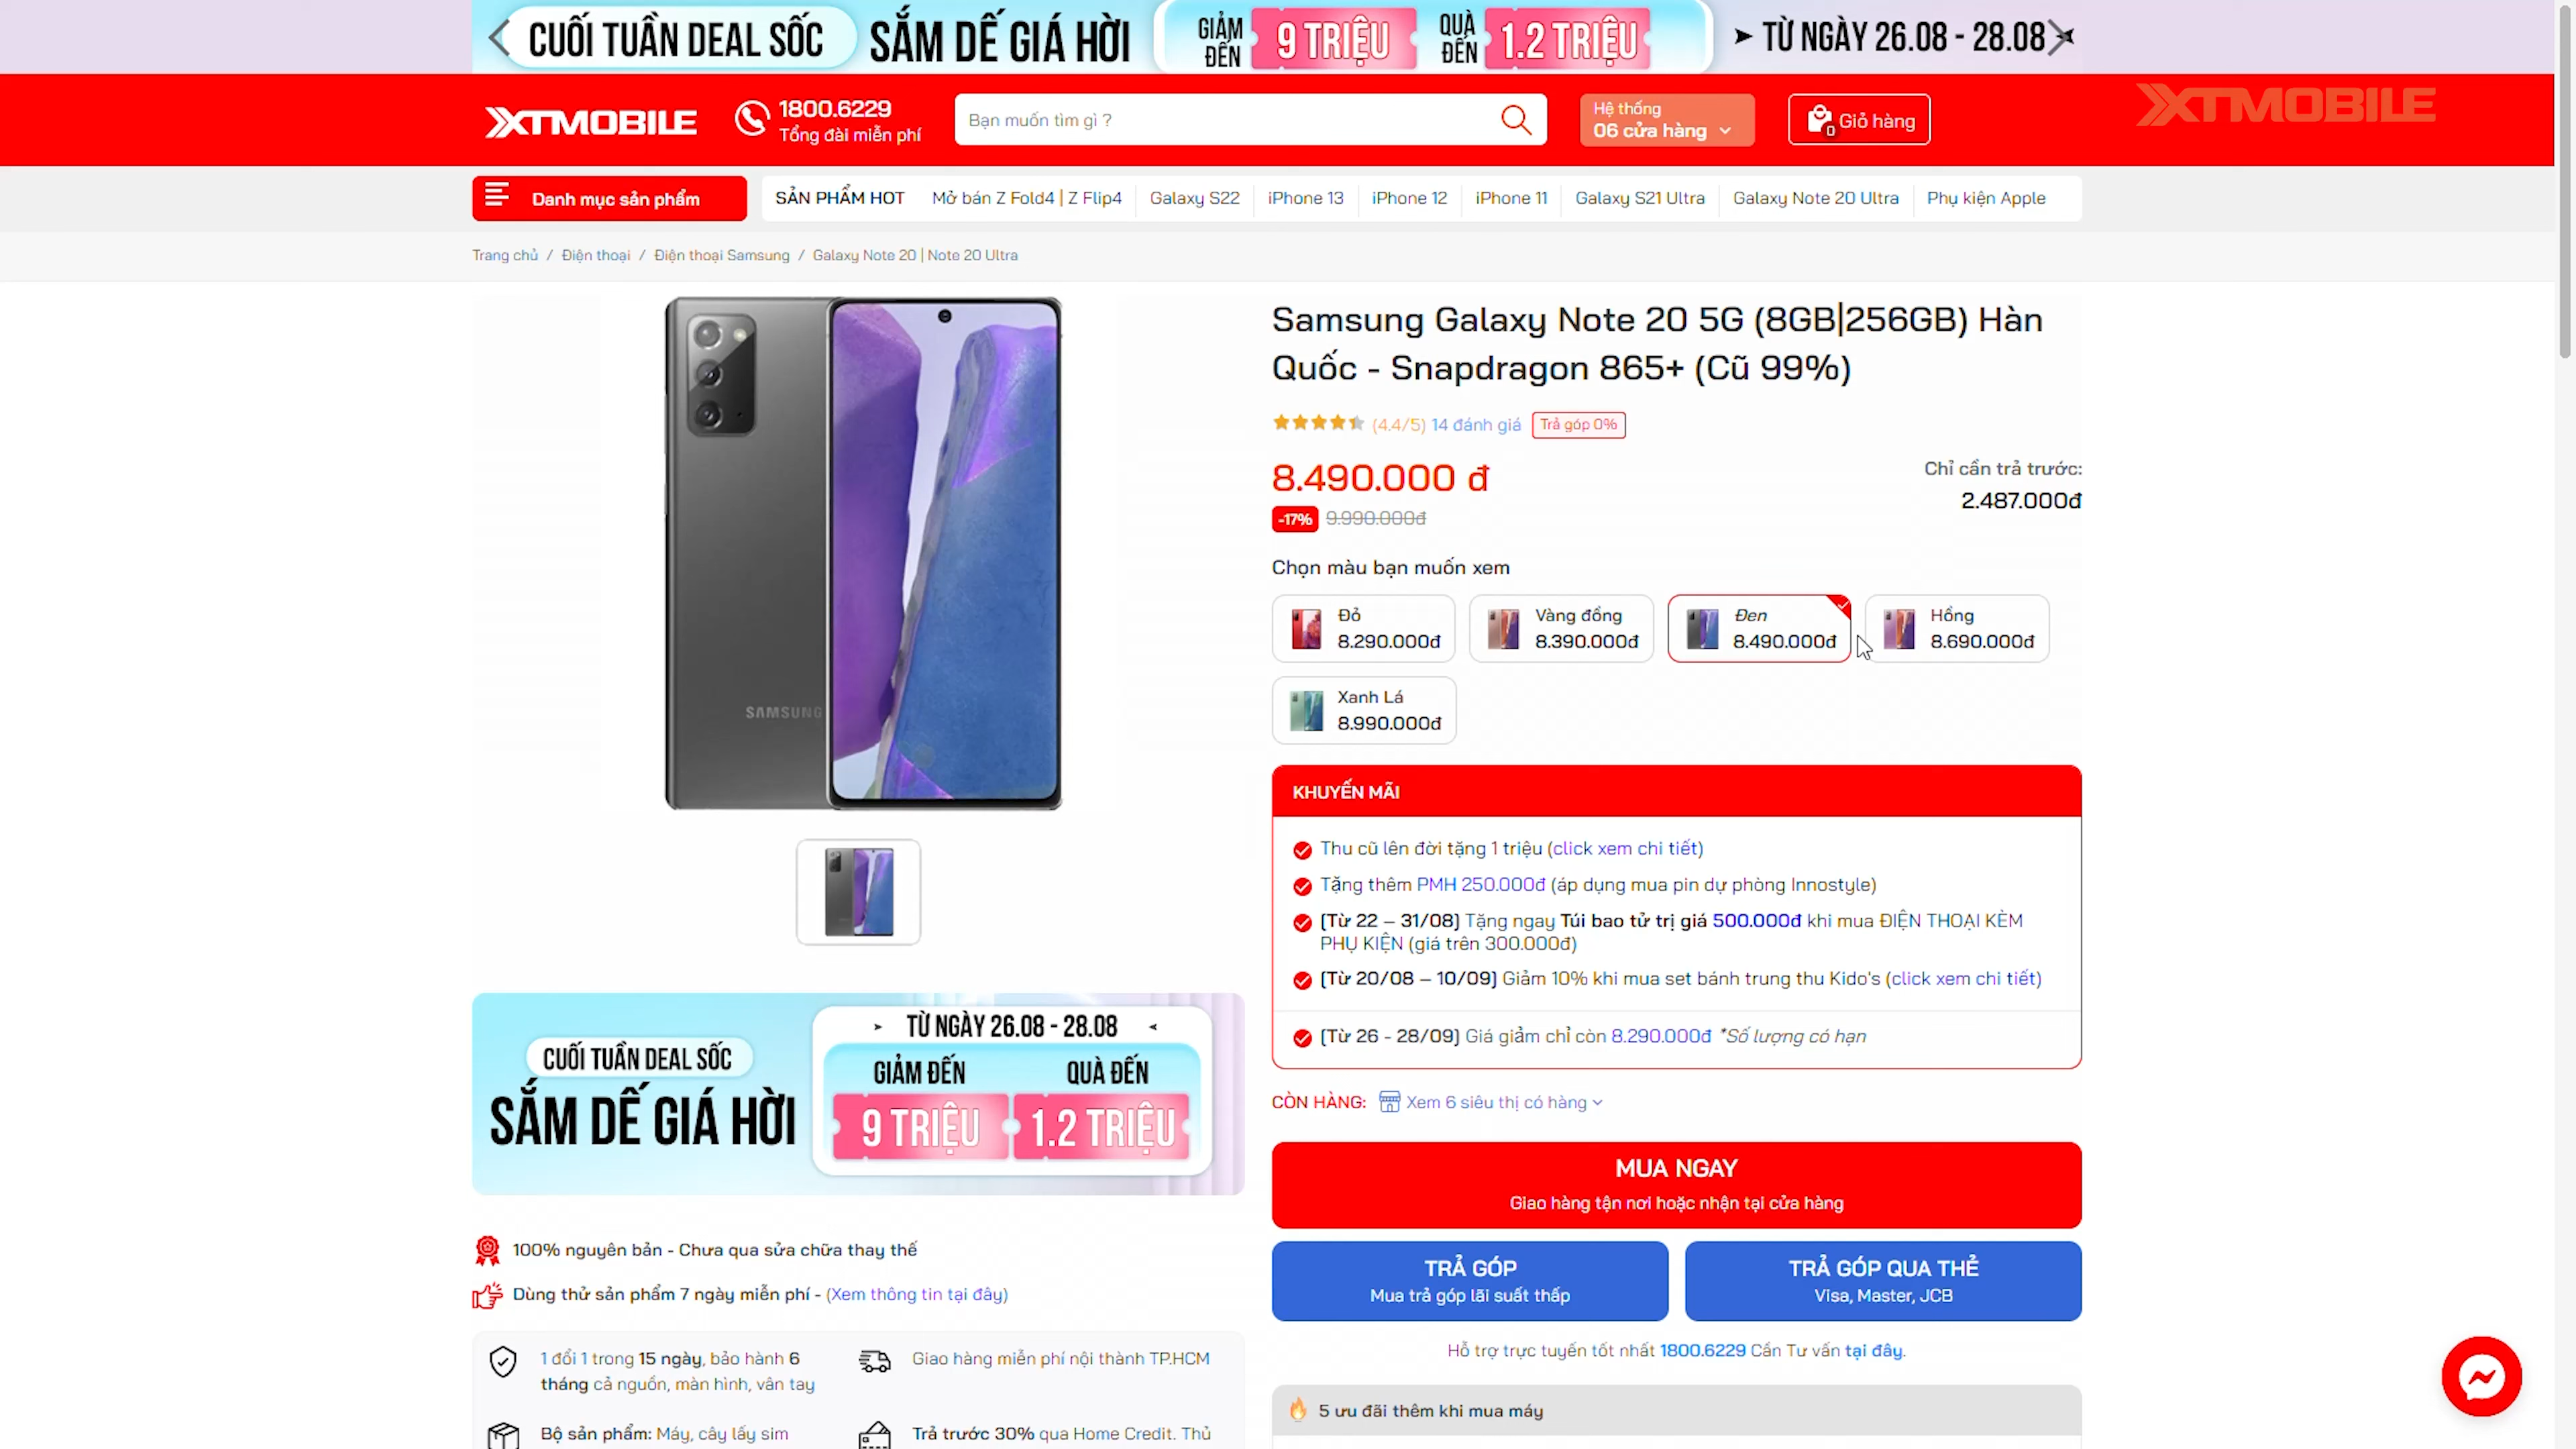 CUỐI TUẦN DEAL SỐC SẮM DẾ GIÁ HỜI GIẢM ĐẾN 9 TRIỆU QUÀ ĐẾN 1.2 TRIỆU TỪ NGÀY 26.08 - 28.08
XTMOBILE
1800.6229
Tổng đài miễn phí
Bạn muốn tìm gì ?
Hệ thống
06 cửa hàng
0
Giỏ hàng
XTMOBILE
Danh mục sản phẩm
SẢN PHẨM HOT Mở bán Z Fold4 | Z Flip4 Galaxy S22 iPhone 13 iPhone 12 iPhone 11 Galaxy S21 Ultra Galaxy Note 20 Ultra Phụ kiện Apple
Trang chủ / Điện thoại / Điện thoại Samsung / Galaxy Note 20 | Note 20 Ultra
SAMSUNG
Samsung Galaxy Note 20 5G (8GB|256GB) Hàn
Quốc - Snapdragon 865+ (Cũ 99%)
(4.4/5) 14 đánh giá Trả góp 0%
8.490.000 đ
-17% 9.990.000đ
Chỉ cần trả trước:
2.487.000đ
Chọn màu bạn muốn xem
Đỏ
8.290.000đ
Vàng đồng
8.390.000đ
Đen
8.490.000đ
Hồng
8.690.000đ
Xanh Lá
8.990.000đ
KHUYẾN MÃI
Thu cũ lên đời tặng 1 triệu (click xem chi tiết)
Tặng thêm PMH 250.000đ (áp dụng mua pin dự phòng Innostyle)
(Từ 22 – 31/08) Tặng ngay Túi bao tử trị giá 500.000đ khi mua ĐIỆN THOẠI KÈM
PHỤ KIỆN (giá trên 300.000đ)
(Từ 20/08 – 10/09) Giảm 10% khi mua set bánh trung thu Kido's (click xem chi tiết)
(Từ 26 - 28/09) Giá giảm chỉ còn 8.290.000đ *Số lượng có hạn
CÒN HÀNG: Xem 6 siêu thị có hàng
MUA NGAY
Giao hàng tận nơi hoặc nhận tại cửa hàng
TRẢ GÓP
Mua trả góp lãi suất thấp
TRẢ GÓP QUA THẺ
Visa, Master, JCB
Hỗ trợ trực tuyến tốt nhất 1800.6229 Cần Tư vấn tại đây.
5 ưu đãi thêm khi mua máy
CUỐI TUẦN DEAL SỐC
SẮM DẾ GIÁ HỜI
TỪ NGÀY 26.08 - 28.08
GIẢM ĐẾN
9 TRIỆU
QUÀ ĐẾN
1.2 TRIỆU
100% nguyên bản - Chưa qua sửa chữa thay thế
Dùng thử sản phẩm 7 ngày miễn phí - (Xem thông tin tại đây)
1 đổi 1 trong 15 ngày, bảo hành 6
tháng cả nguồn, màn hình, vân tay
Giao hàng miễn phí nội thành TP.HCM
Bộ sản phẩm: Máy, cây lấy sim
Trả trước 30% qua Home Credit. Thủ